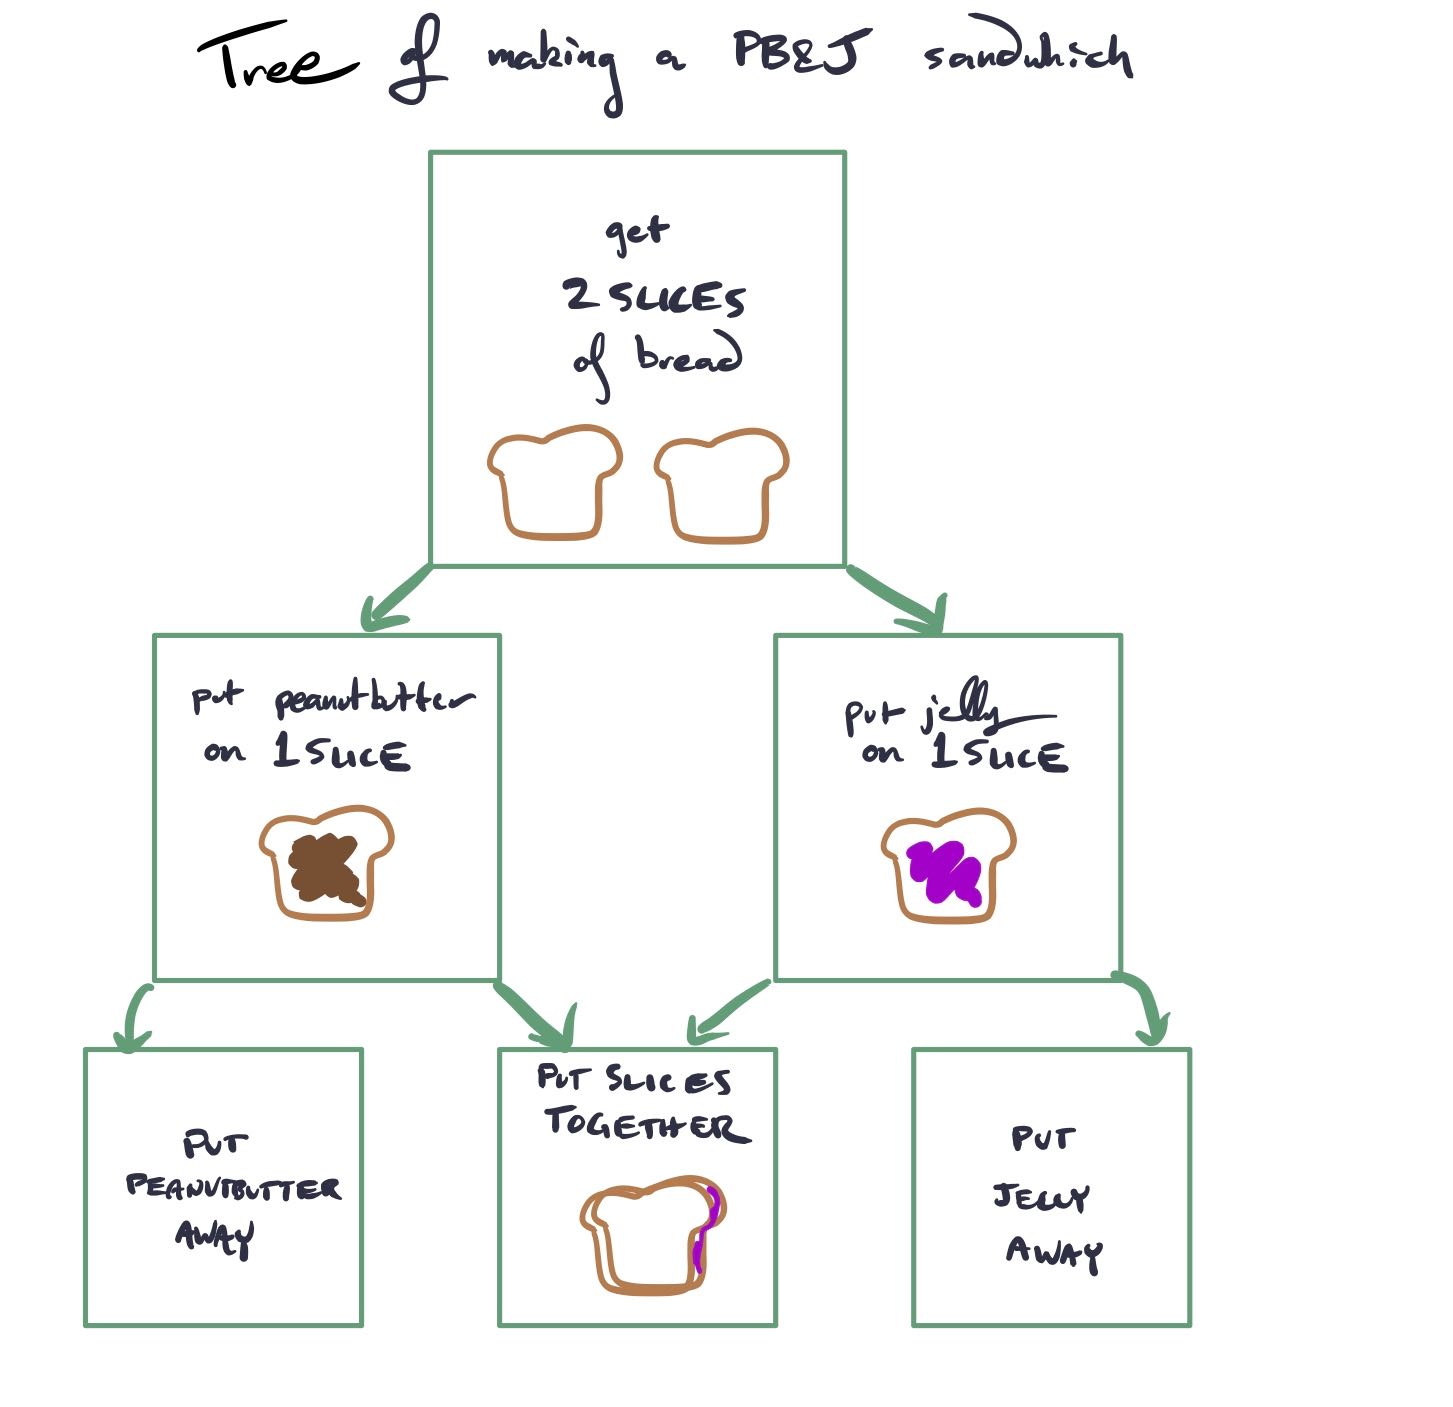 Tree of making a PB&J sandwhich
get
2 SLICES
of bread
put peanutbutter
on 1 SLICE
put jelly
on 1 SLICE
PUT
PEANUTBUTTER
AWAY
PUT SLICES
TOGETHER
PUT
JELLY
AWAY